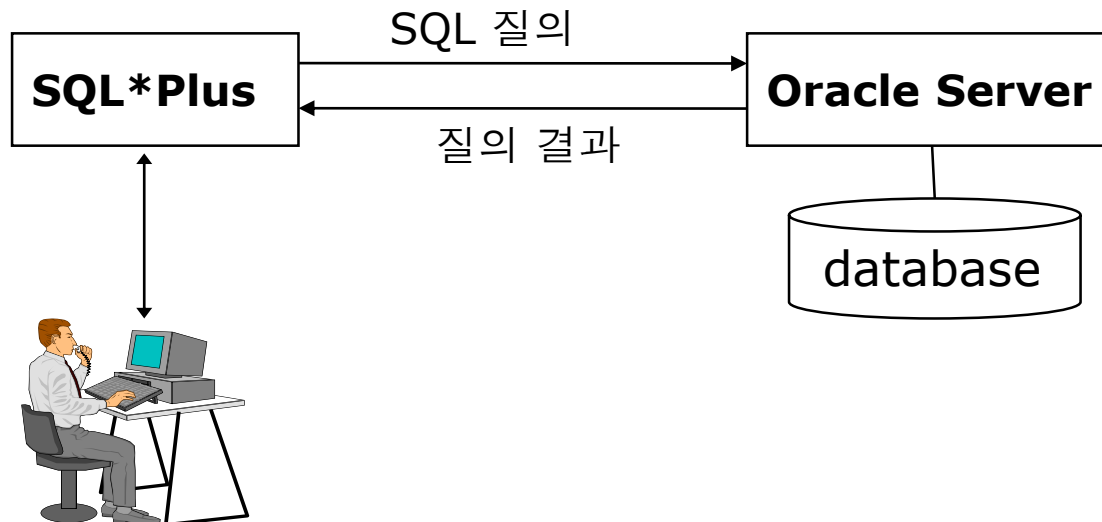 SQL 질의
SQL*Plus
Oracle Server
질의 결과
database